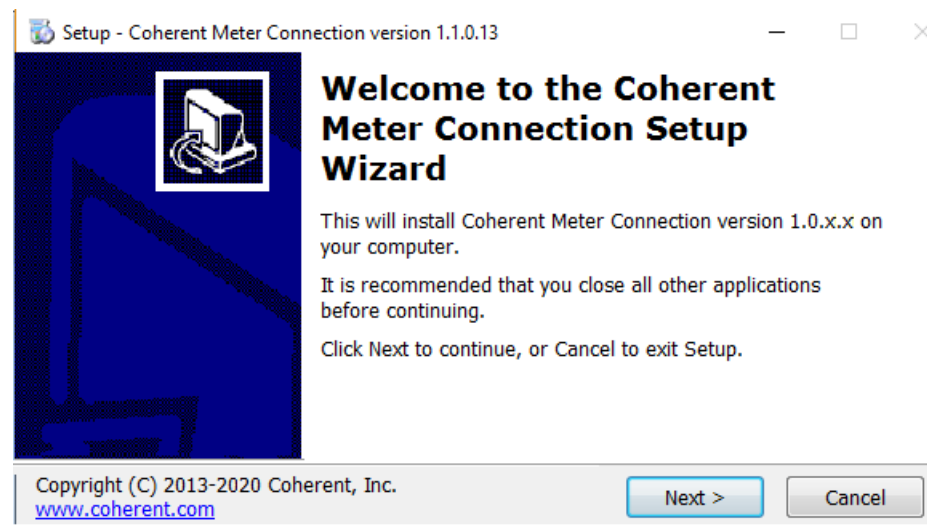 Setup - Coherent Meter Connection version 1.1.0.13
Welcome to the Coherent
Meter Connection Setup
Wizard
This will install Coherent Meter Connection version 1.0.x.x on
your computer.
It is recommended that you close all other applications
before continuing.
Click Next to continue, or Cancel to exit Setup.
Copyright (C) 2013-2020 Coherent, Inc.
www.coherent.com
Next >
Cancel